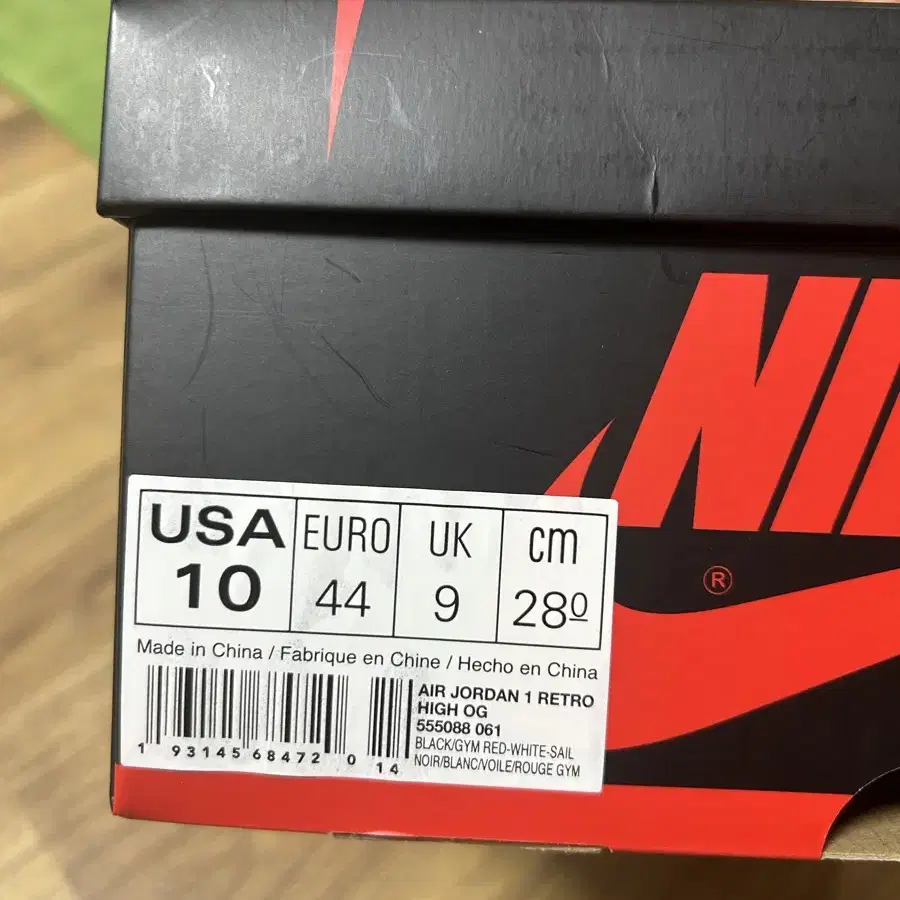 NI
®
USA EURO UK cm
10 44 9 280
Made in China / Fabrique en Chine / Hecho en China
AIR JORDAN 1 RETRO
HIGH OG
555088 061
BLACK/GYM RED-WHITE-SAIL
NOIR/BLANC/VOILE/ROUGE GYM
1 93145 68472 0 14